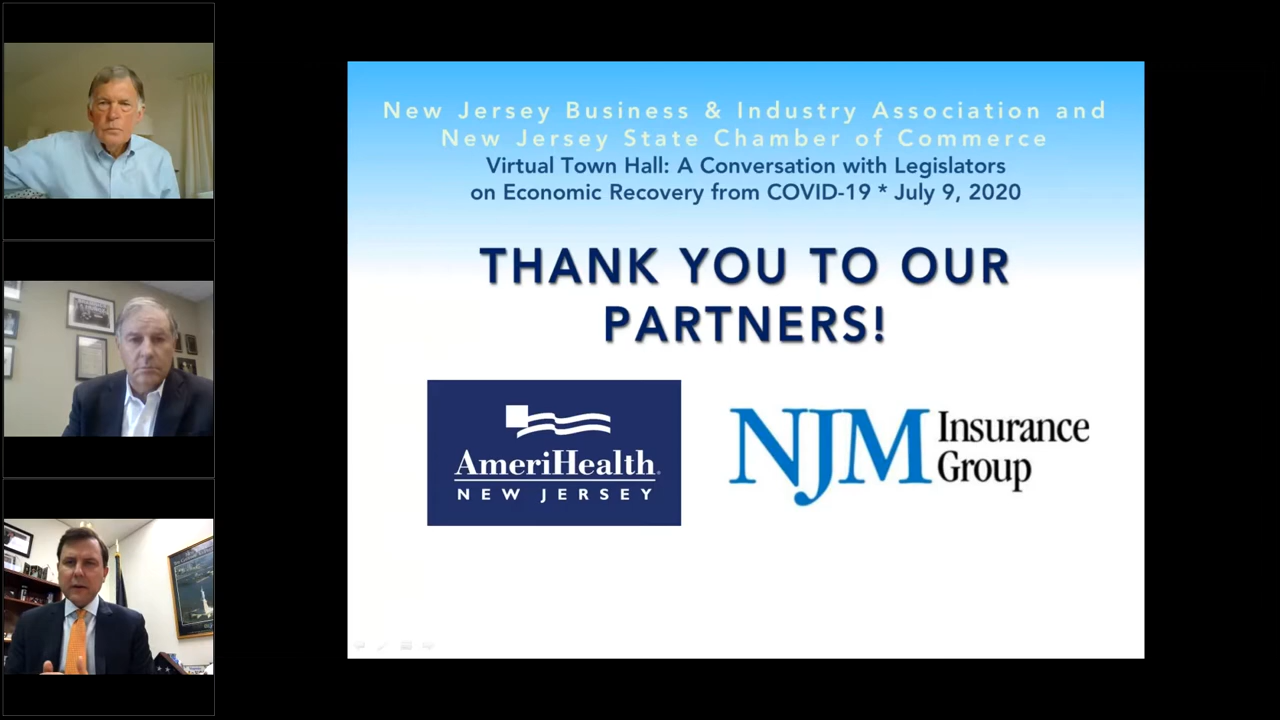 New Jersey Business & Industry Association and
New Jersey State Chamber of Commerce
Virtual Town Hall: A Conversation with Legislators
on Economic Recovery from COVID-19 * July 9, 2020
THANK YOU TO OUR
PARTNERS!
AmeriHealth®
NEW JERSEY
NJM Insurance
Group